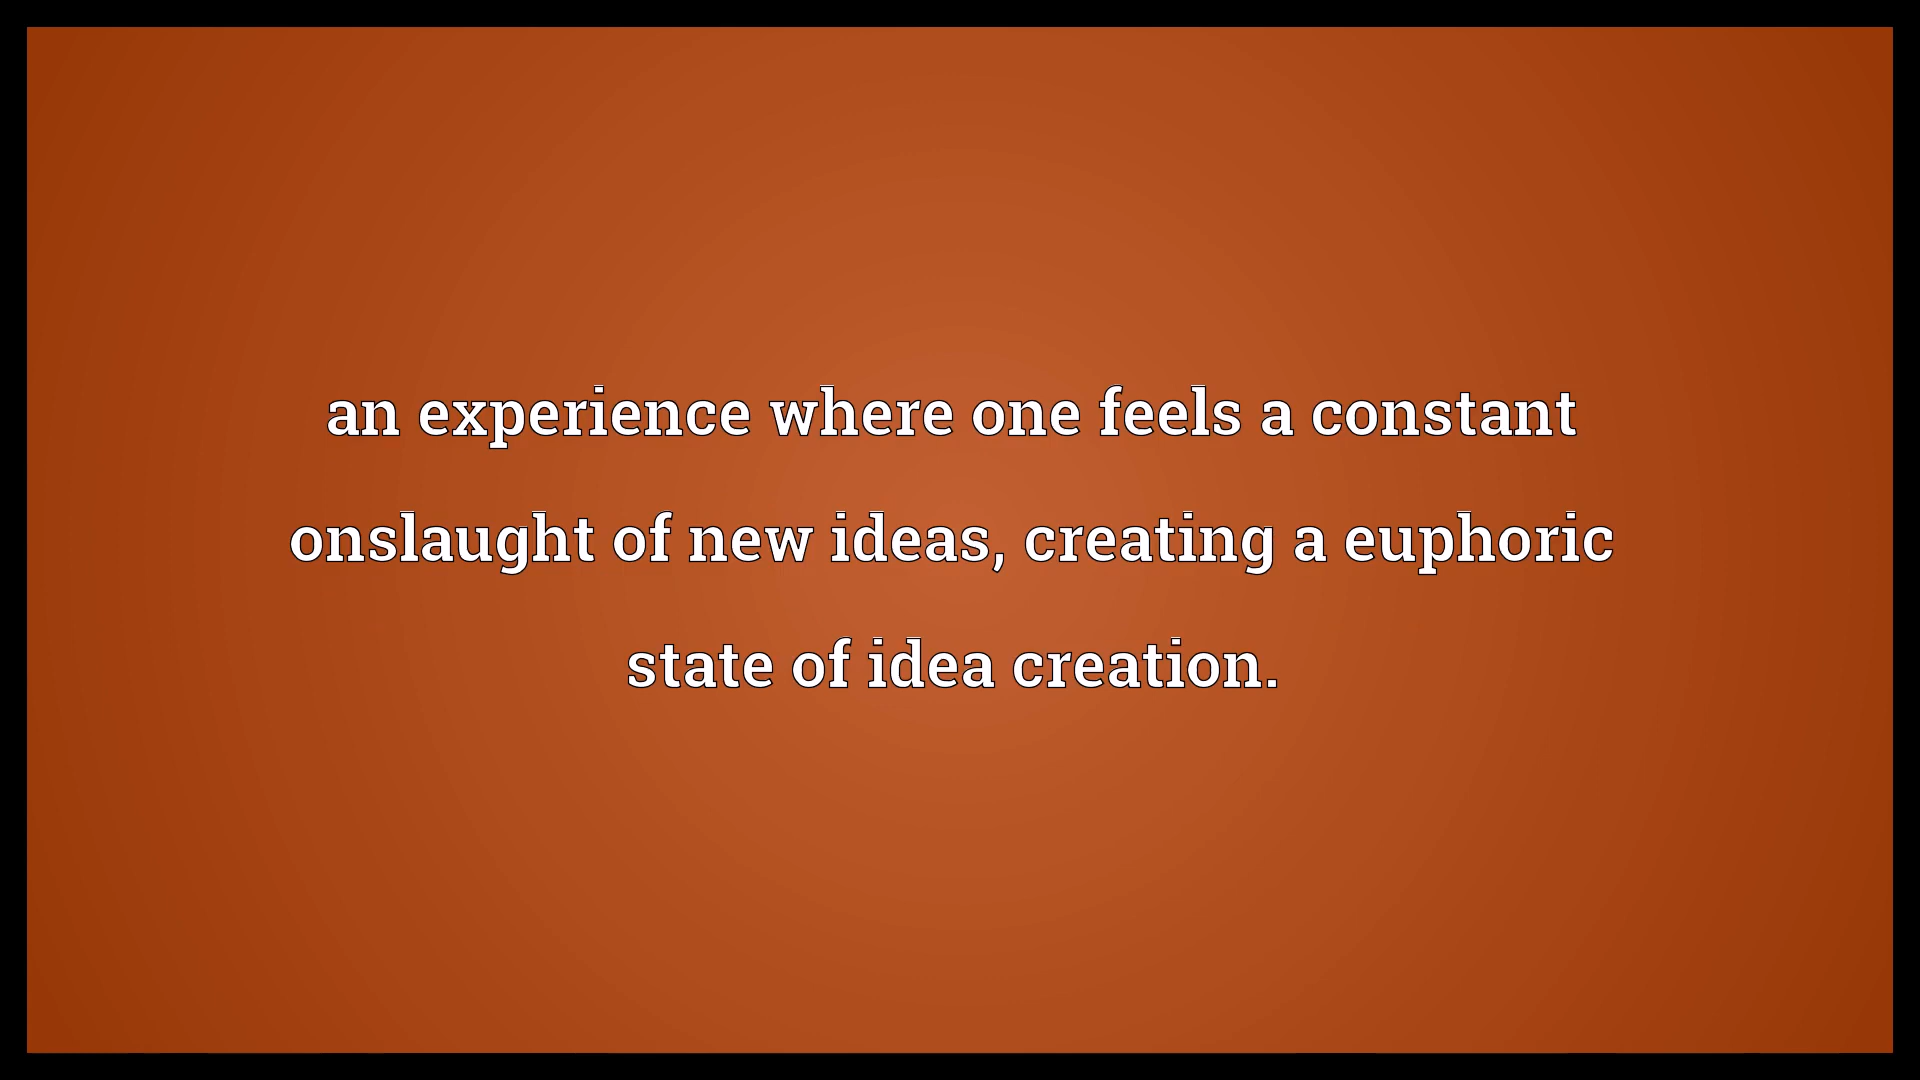 an experience where one feels a constant
onslaught of new ideas, creating a euphoric
state of idea creation.